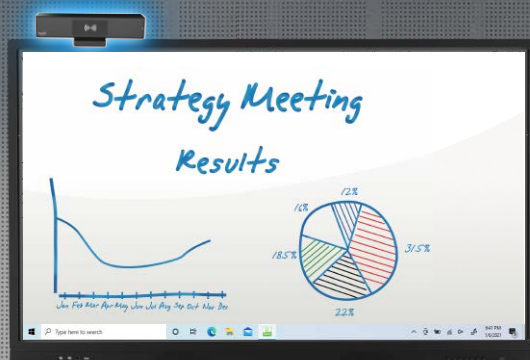 Strategy Meeting
Results
12%
16%
18.5%
31.5%
22%
Jan Feb Mar Apr May Jun Jul Aug Sep Oct Nov Dec
Type here to search